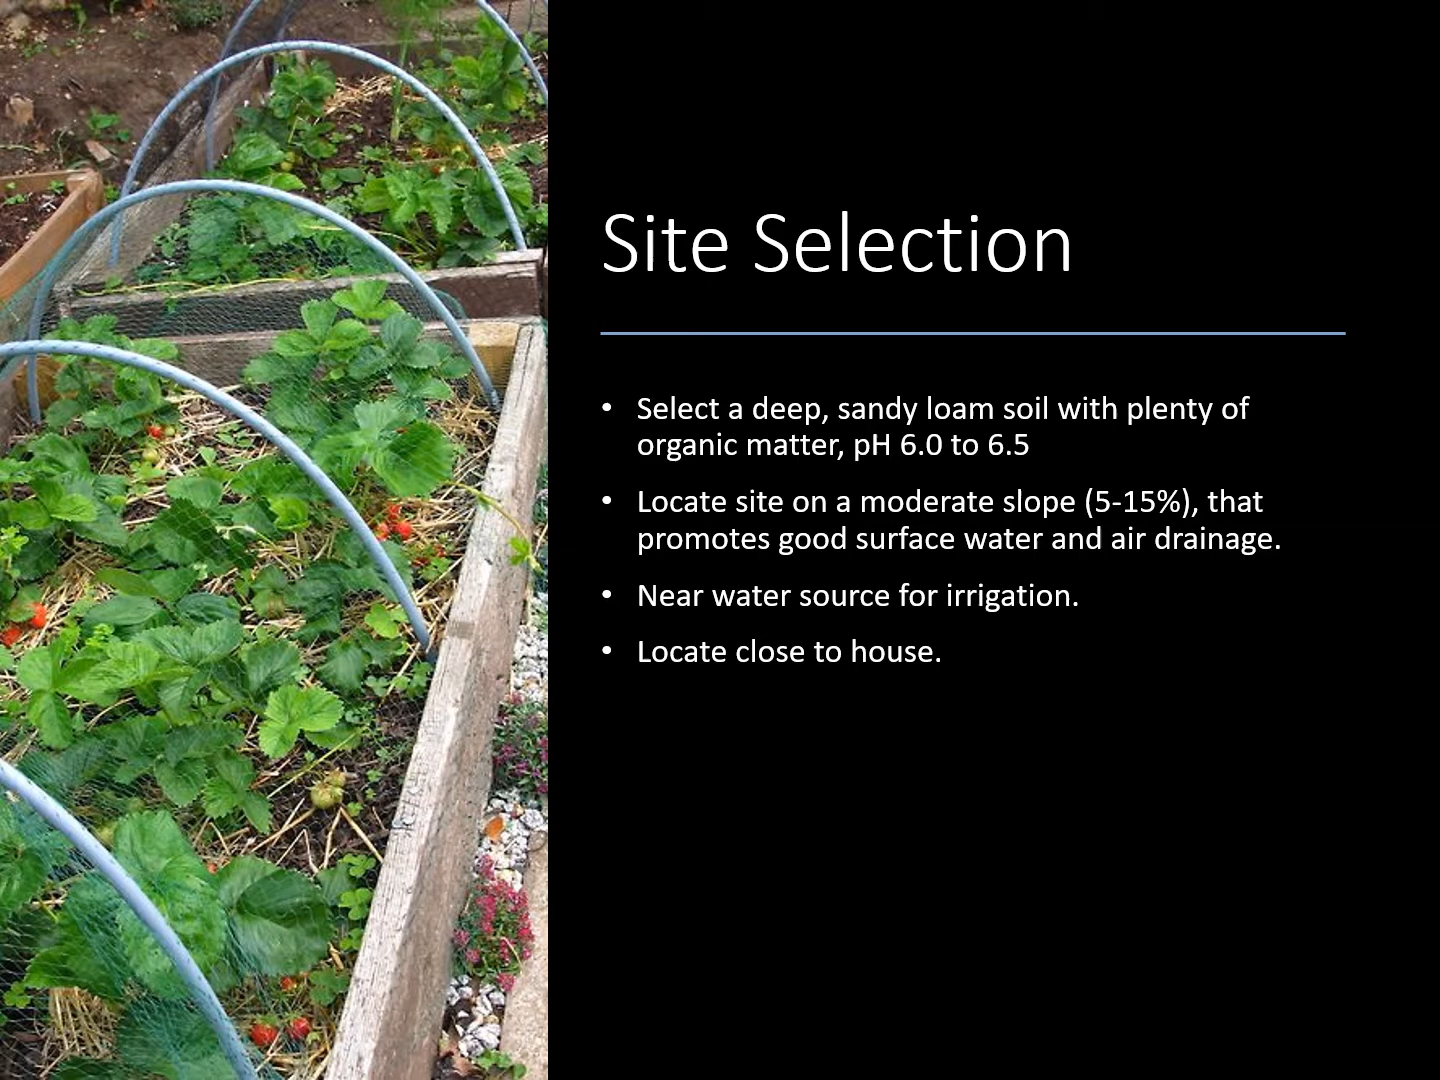 Site Selection
• Select a deep, sandy loam soil with plenty of
organic matter, pH 6.0 to 6.5
• Locate site on a moderate slope (5-15%), that
promotes good surface water and air drainage.
• Near water source for irrigation.
• Locate close to house.